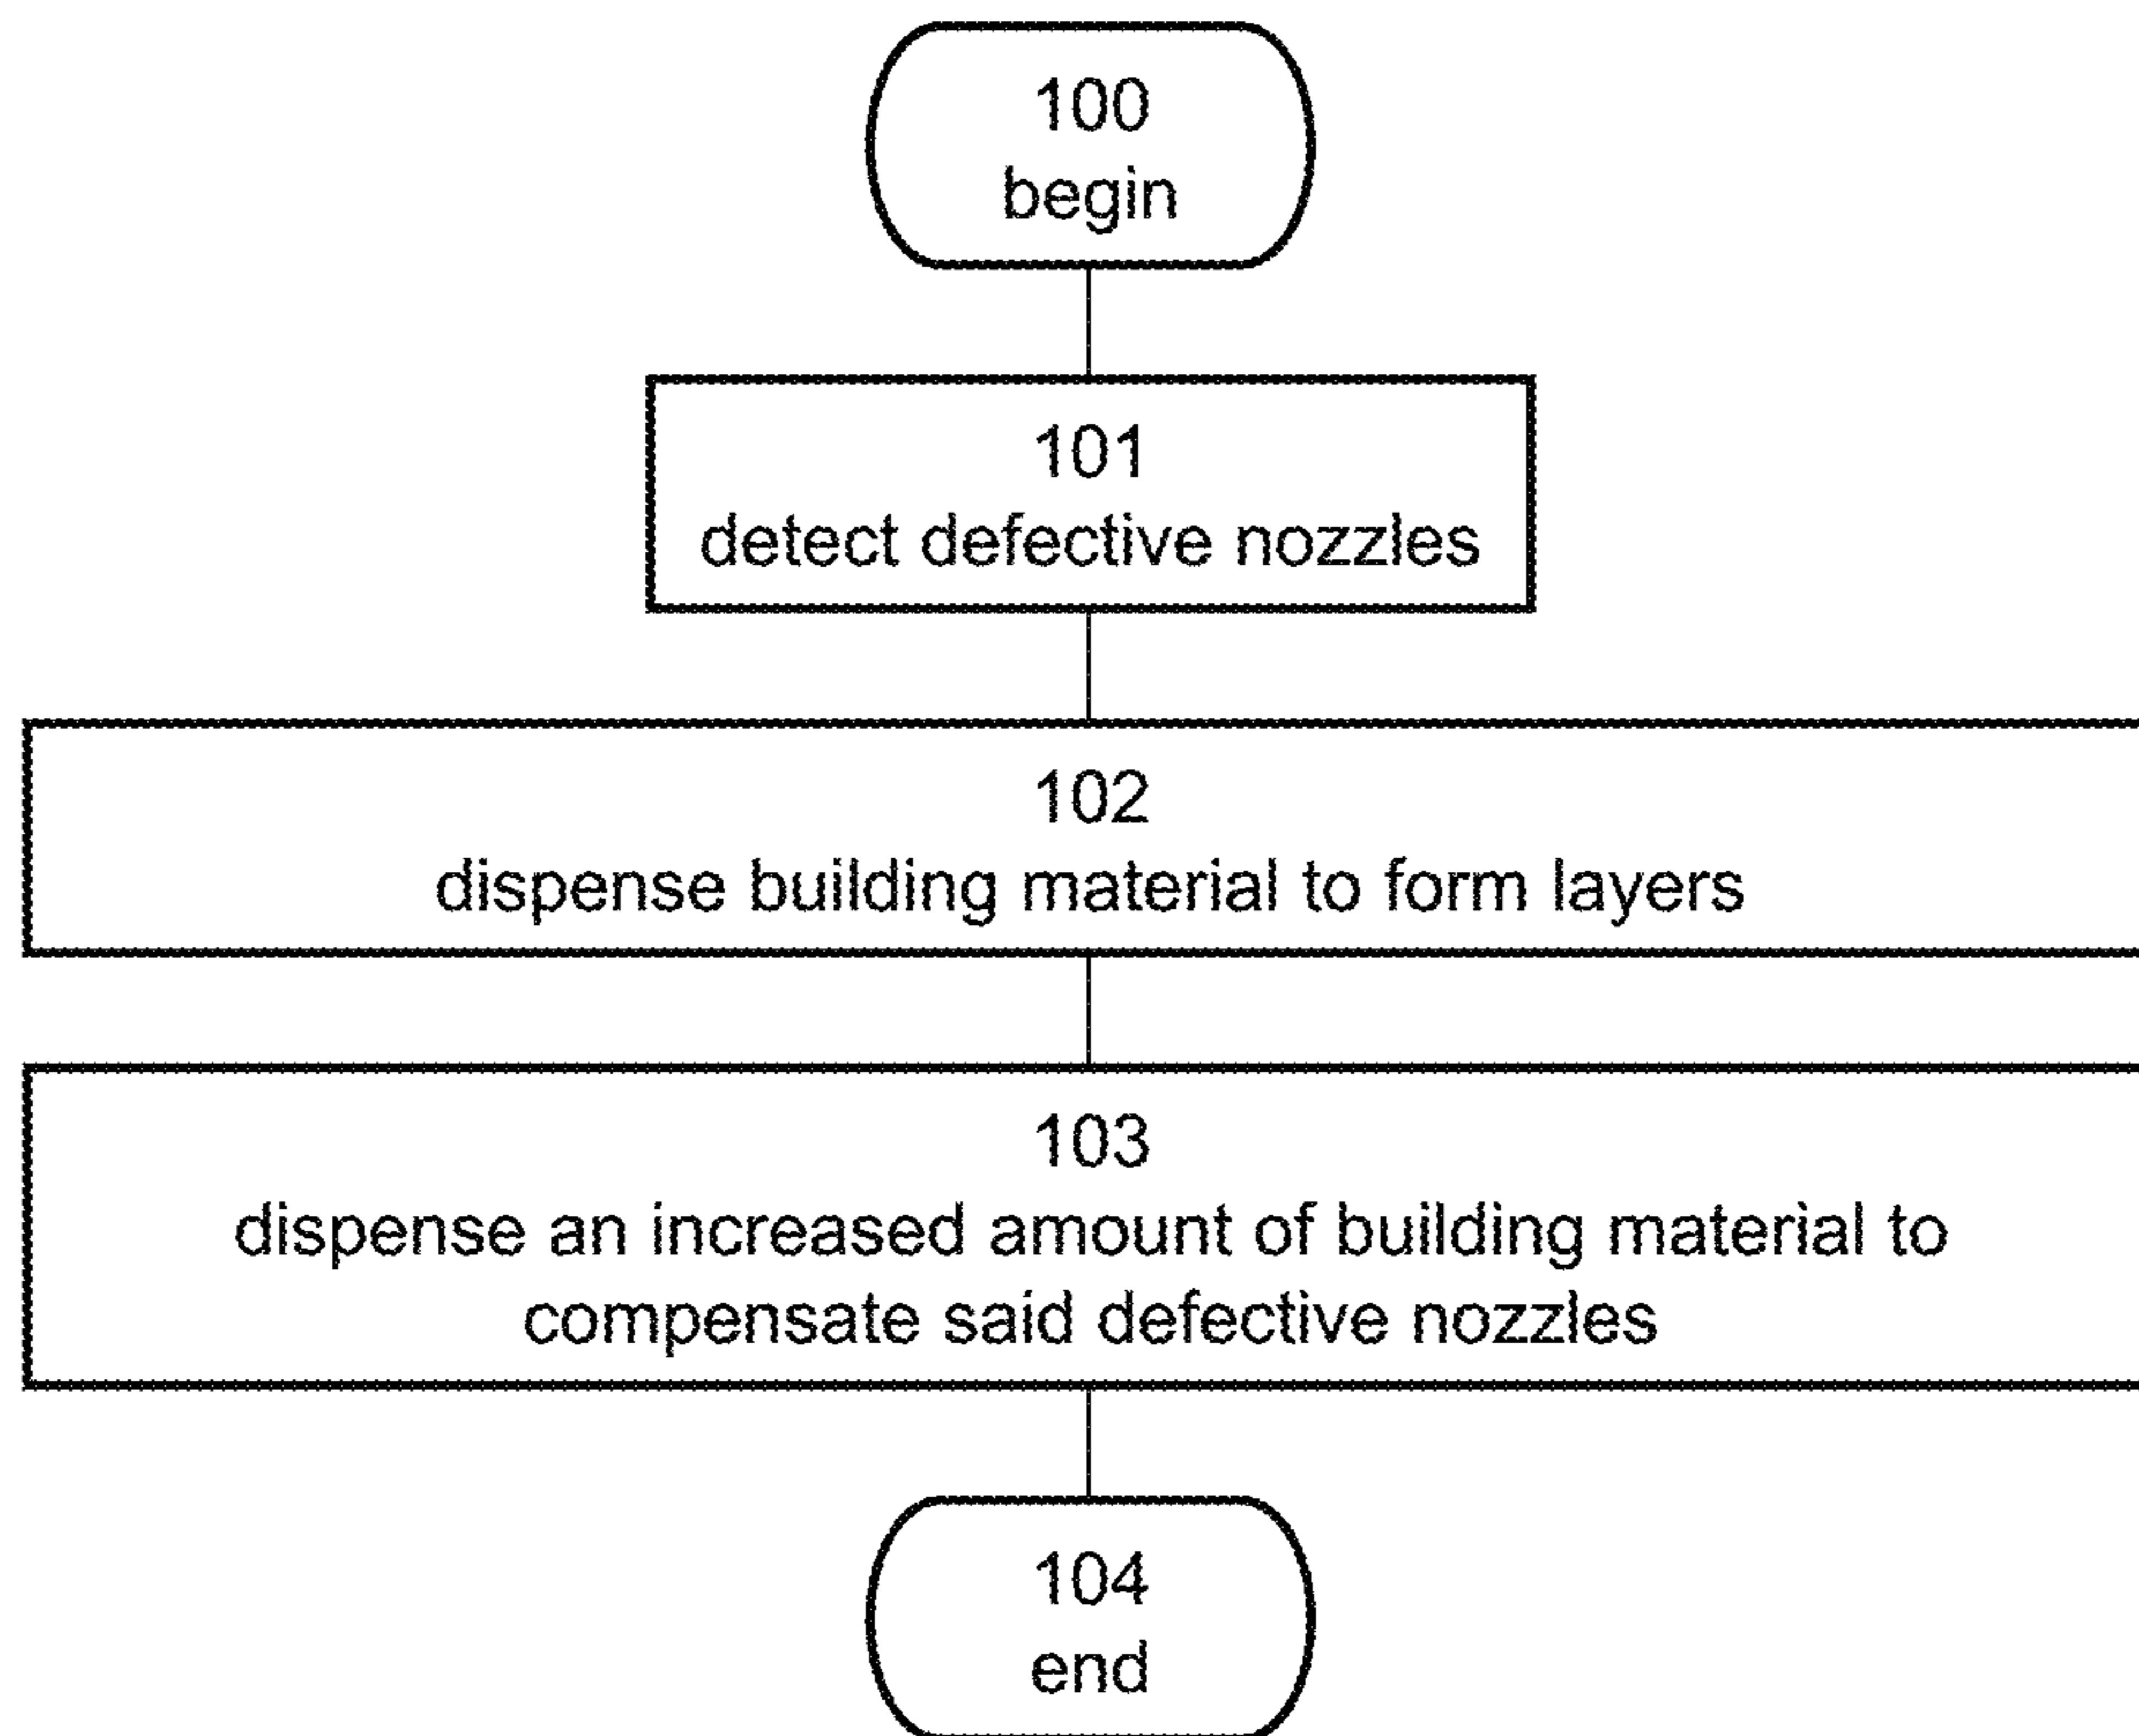 100
begin
101
detect defective nozzles
102
dispense building material to form layers
103
dispense an increased amount of building material to
compensate said defective nozzles
104
end